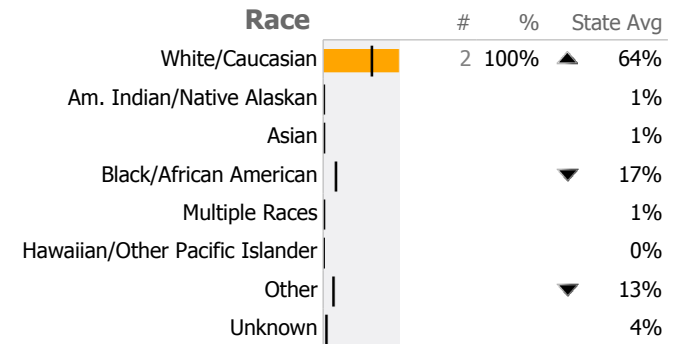 Race # % State Avg
White/Caucasian 2 100% ▲ 64%
Am. Indian/Native Alaskan 1%
Asian 1%
Black/African American ▼ 17%
Multiple Races 1%
Hawaiian/Other Pacific Islander 0%
Other ▼ 13%
Unknown 4%